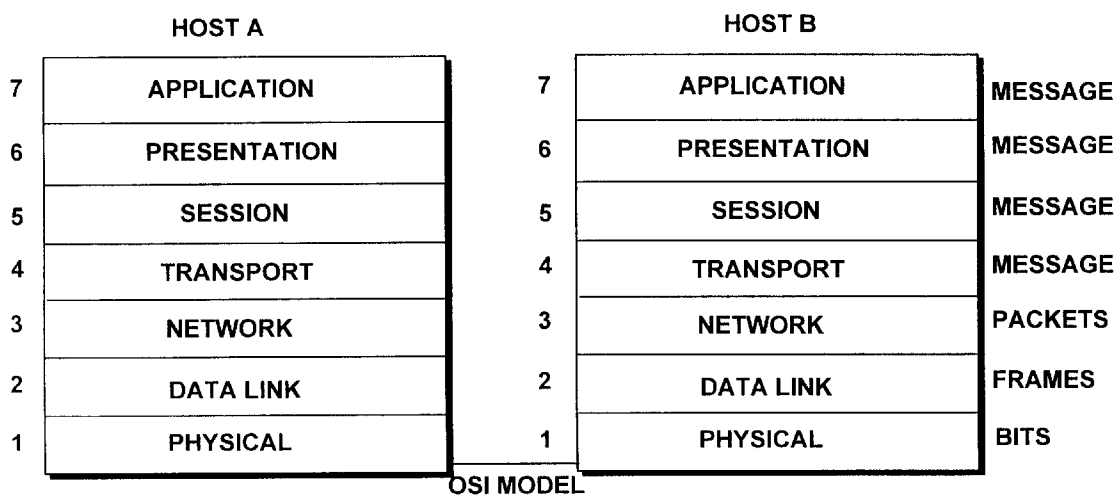 HOST A
HOST B
7 APPLICATION 7 APPLICATION MESSAGE
6 PRESENTATION 6 PRESENTATION MESSAGE
5 SESSION 5 SESSION MESSAGE
4 TRANSPORT 4 TRANSPORT MESSAGE
3 NETWORK 3 NETWORK PACKETS
2 DATA LINK 2 DATA LINK FRAMES
1 PHYSICAL 1 PHYSICAL BITS
OSI MODEL